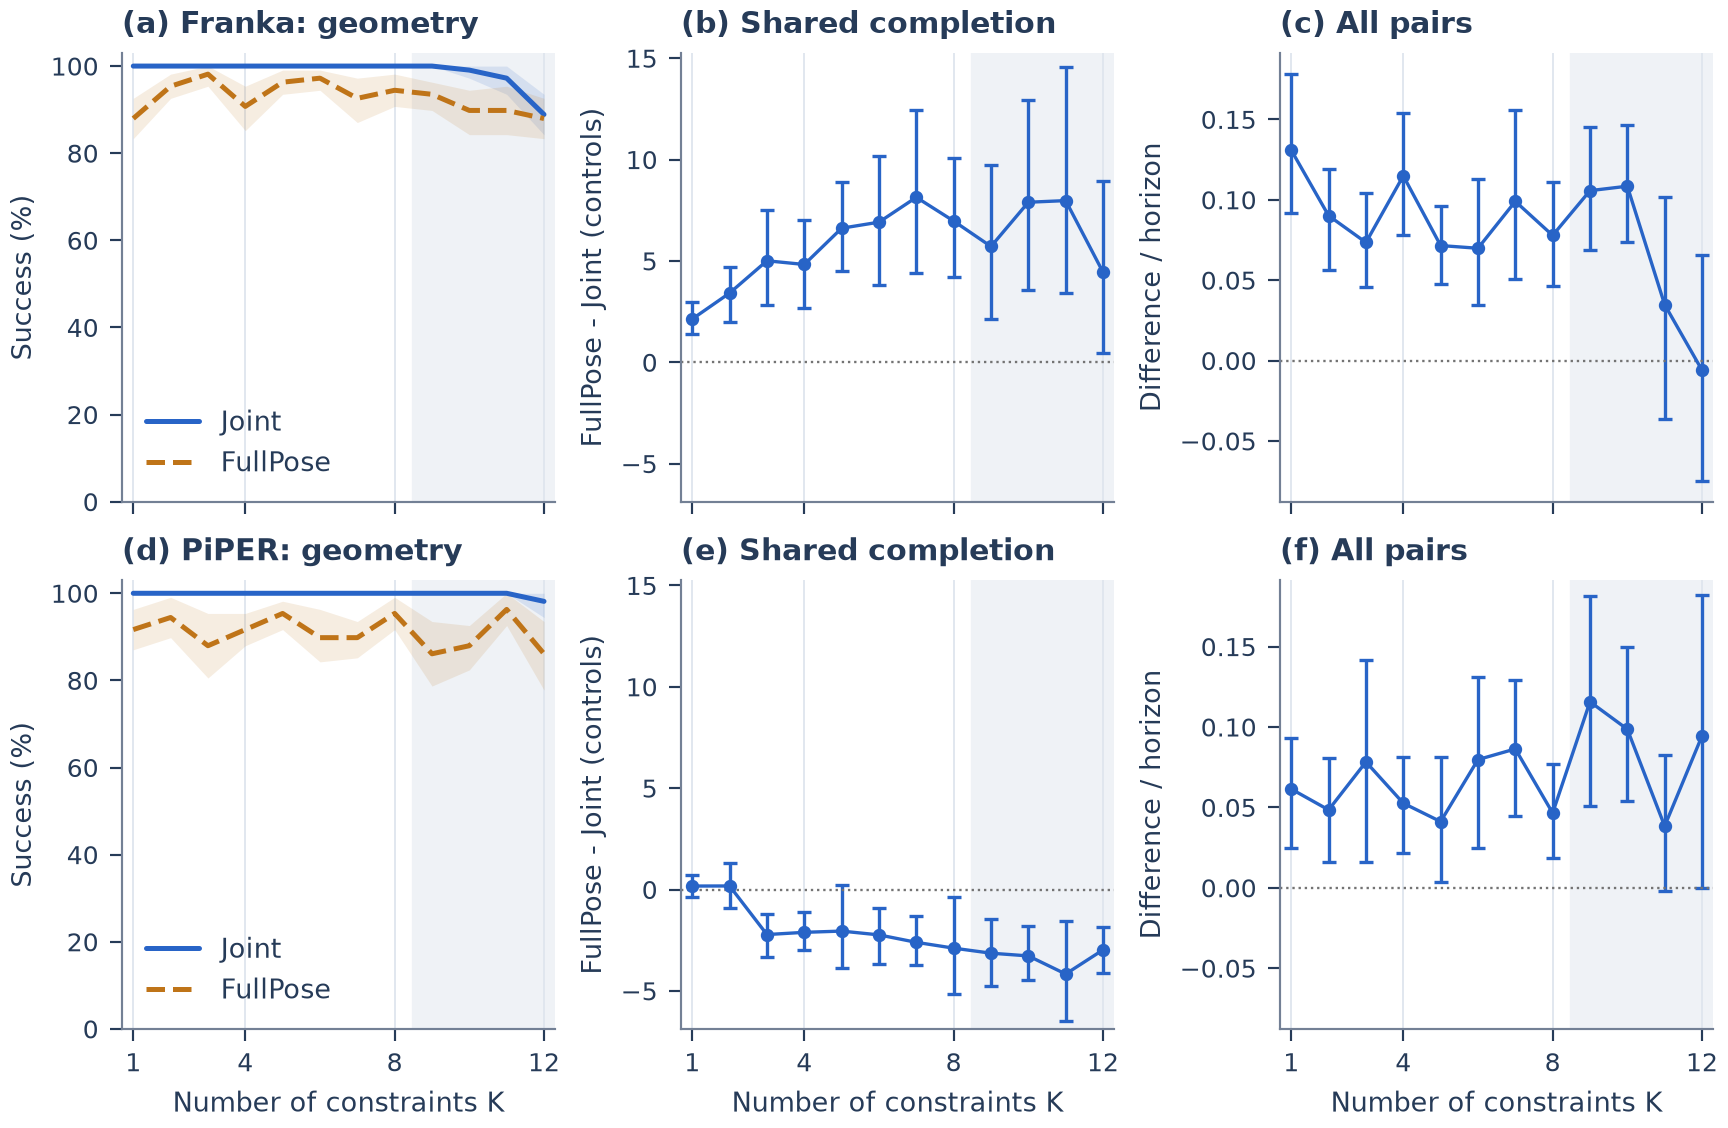 (a) Franka: geometry
Success (%)
100
80
60
40
20
0
Joint
FullPose
(b) Shared completion
FullPose - Joint (controls)
15
10
5
0
−5
(c) All pairs
Difference / horizon
0.15
0.10
0.05
0.00
−0.05
(d) PiPER: geometry
Success (%)
100
80
60
40
20
0
Joint
FullPose
1 4 8 12
Number of constraints K
(e) Shared completion
FullPose - Joint (controls)
15
10
5
0
−5
1 4 8 12
Number of constraints K
(f) All pairs
Difference / horizon
0.15
0.10
0.05
0.00
−0.05
1 4 8 12
Number of constraints K